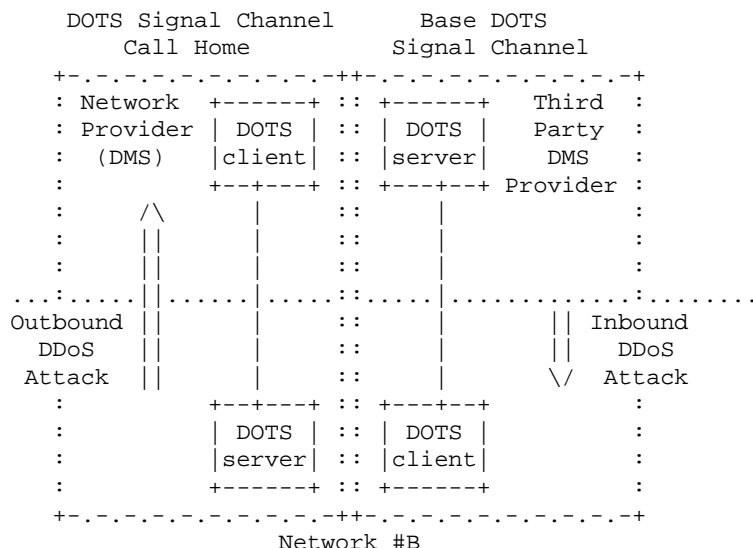 DOTS Signal Channel      Base DOTS
        Call Home          Signal Channel
   +-.-.-.-.-.-.-.-.-.-++-.-.-.-.-.-.-.-.-.-+
   : Network  +------+ :: +------+   Third  :
   : Provider | DOTS | :: | DOTS |   Party  :
   :  (DMS)   |client| :: |server|    DMS   :
   :          +--+---+ :: +---+--+ Provider :
   :     /\      |     ::     |             :
   :     ||      |     ::     |             :
   :     ||      |     ::     |             :
...:.....||......|.....::.....|.............:........
Outbound ||      |     ::     |       || Inbound
  DDoS   ||      |     ::     |       ||   DDoS
 Attack  ||      |     ::     |       \/  Attack
   :          +--+---+ :: +---+--+          :
   :          | DOTS | :: | DOTS |          :
   :          |server| :: |client|          :
   :          +------+ :: +------+          :
   +-.-.-.-.-.-.-.-.-.-++-.-.-.-.-.-.-.-.-.-+
                   Network #B